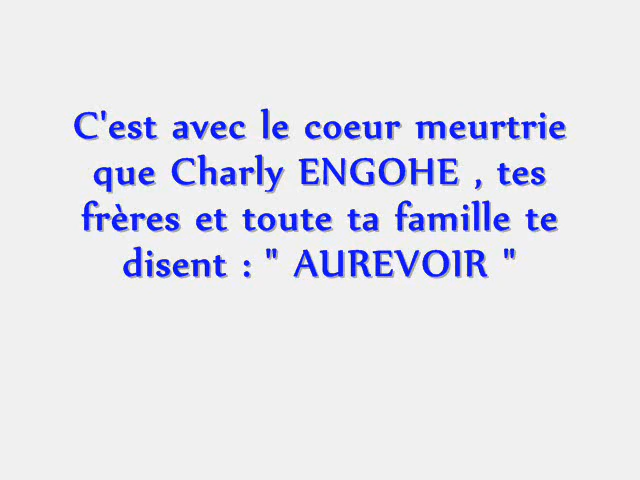 C'est avec le coeur meurtrie
que Charly ENGOHE , tes
frères et toute ta famille te
disent : " AUREVOIR "